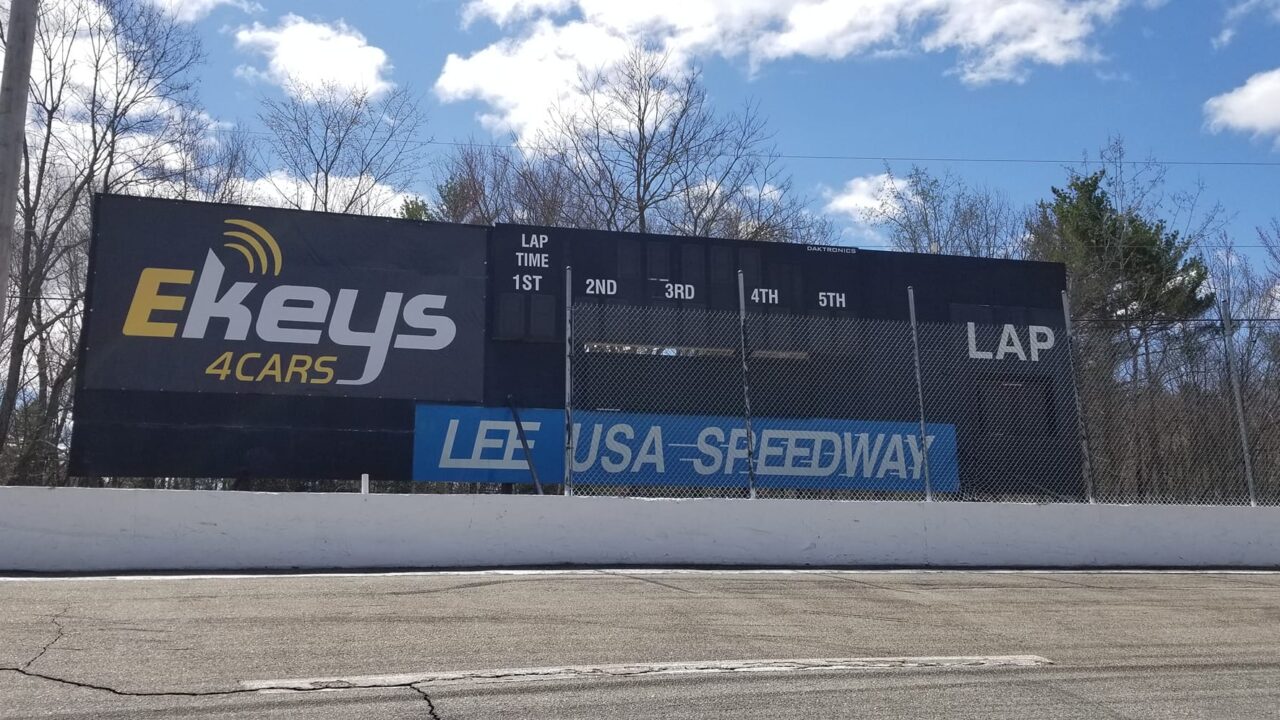 Ekeys
4CARS
LAP
TIME
1ST 2ND 3RD 4TH 5TH
DAKTRONICS
LAP
LEE USA SPEEDWAY